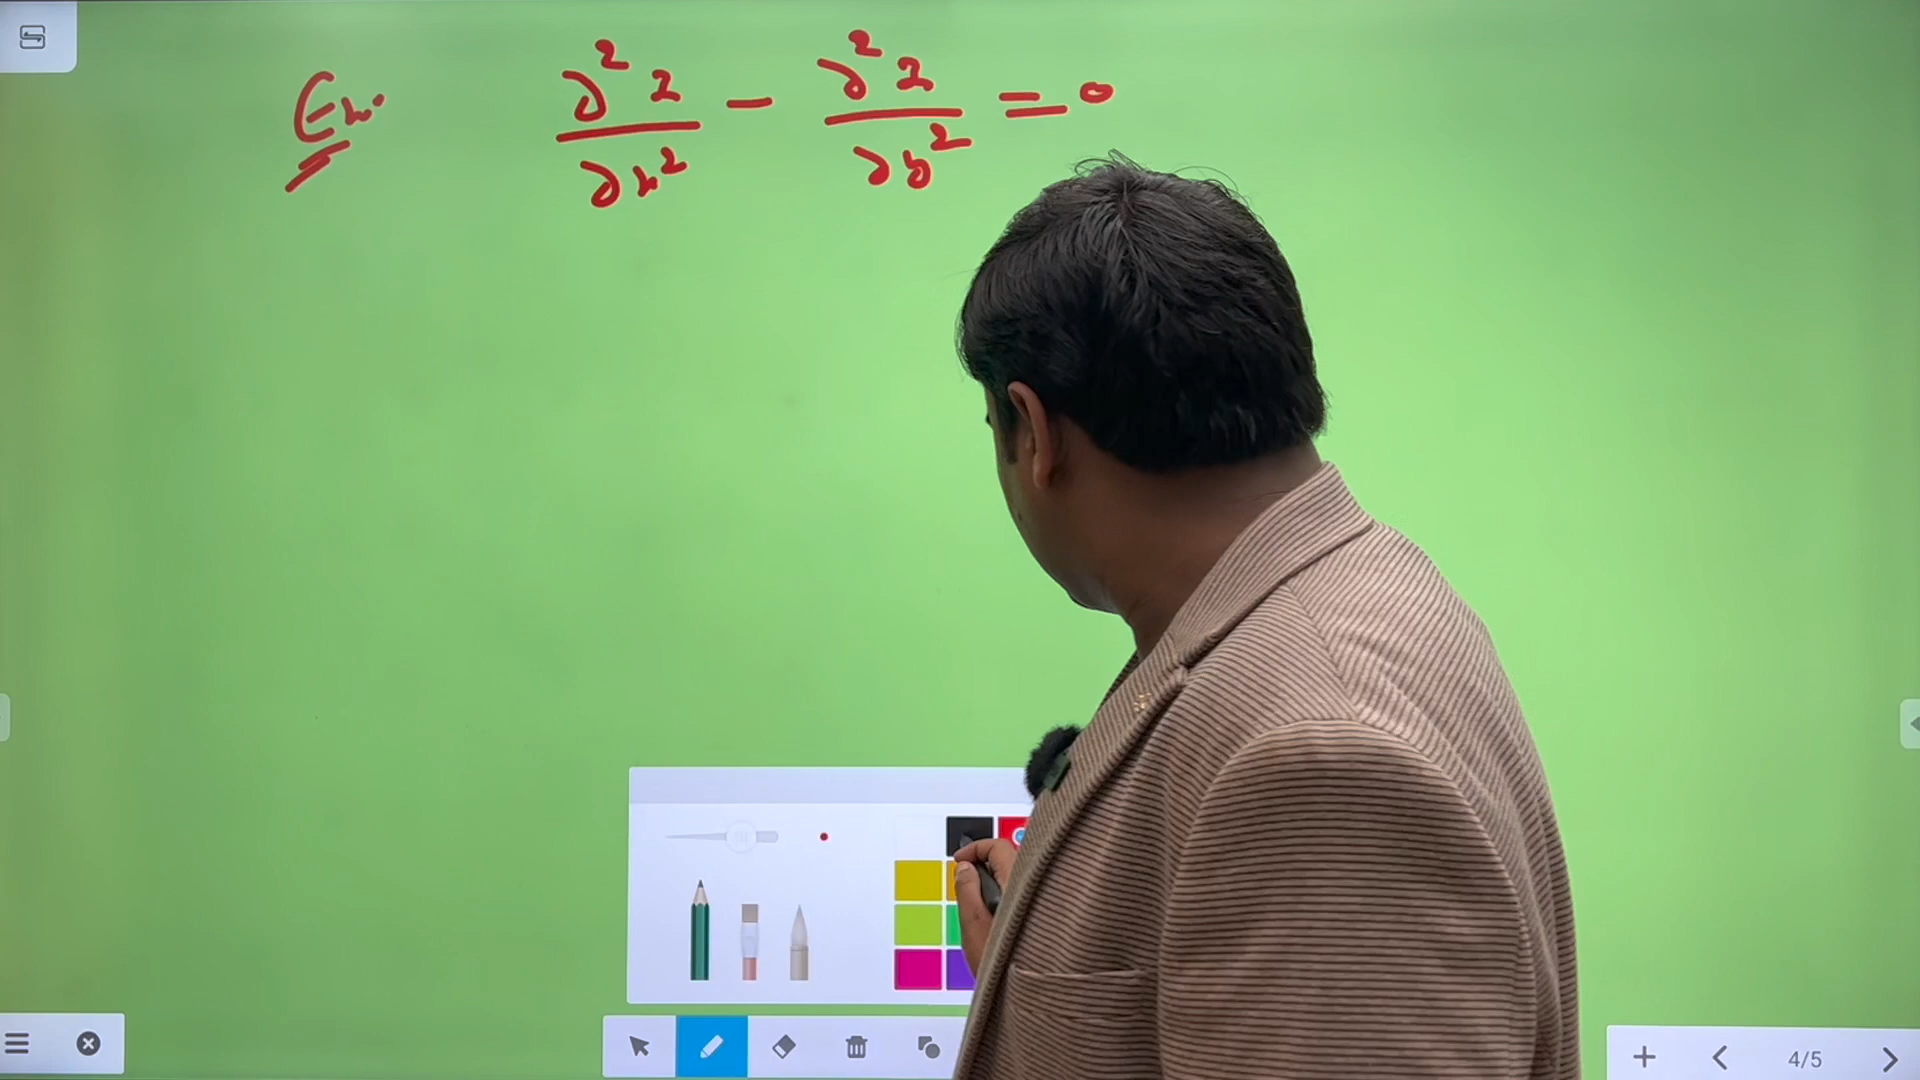 Ex. ∂²z/∂x² − ∂²z/∂y² = 0
4/5